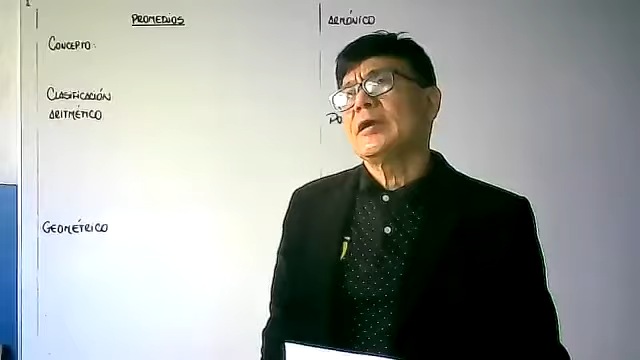 PROMEDIOS
CONCEPTO:
CLASIFICACIÓN
ARITMÉTICO
GEOMÉTRICO
ARMÓNICO